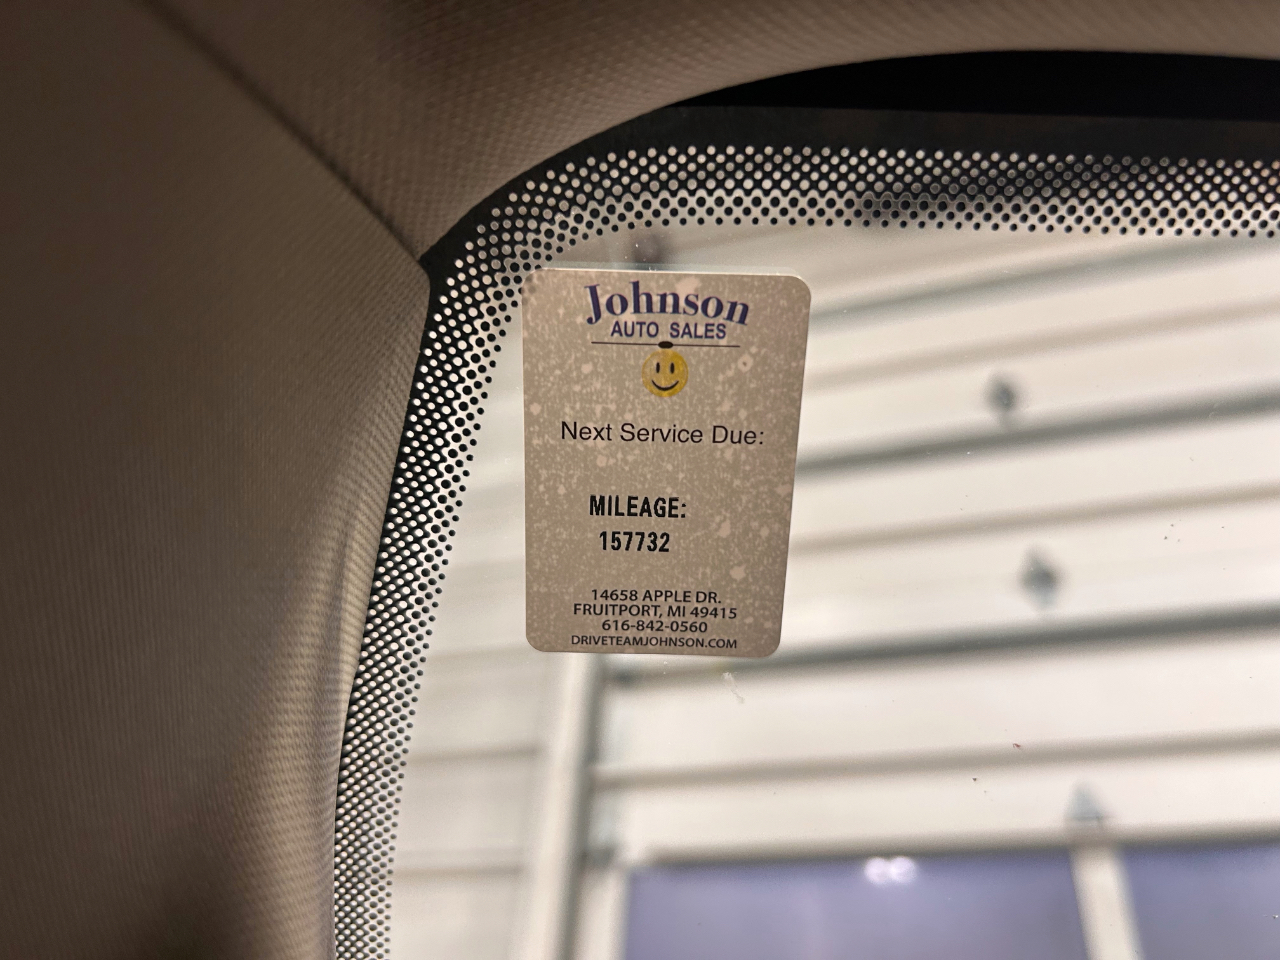 Johnson
AUTO SALES
Next Service Due:
MILEAGE:
157732
14658 APPLE DR.
FRUITPORT, MI 49415
616-842-0560
DRIVETEAMJOHNSON.COM